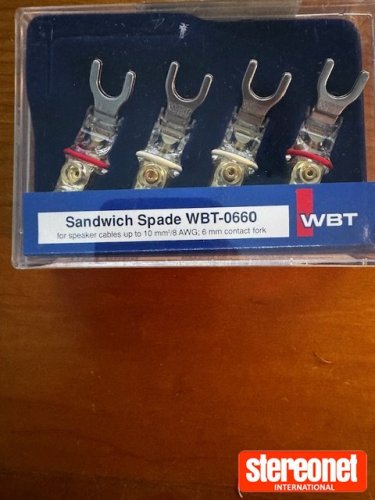 Sandwich Spade WBT-0660
for speaker cables up to 10 mm²/8 AWG; 6 mm contact fork
WBT
stereonet
INTERNATIONAL